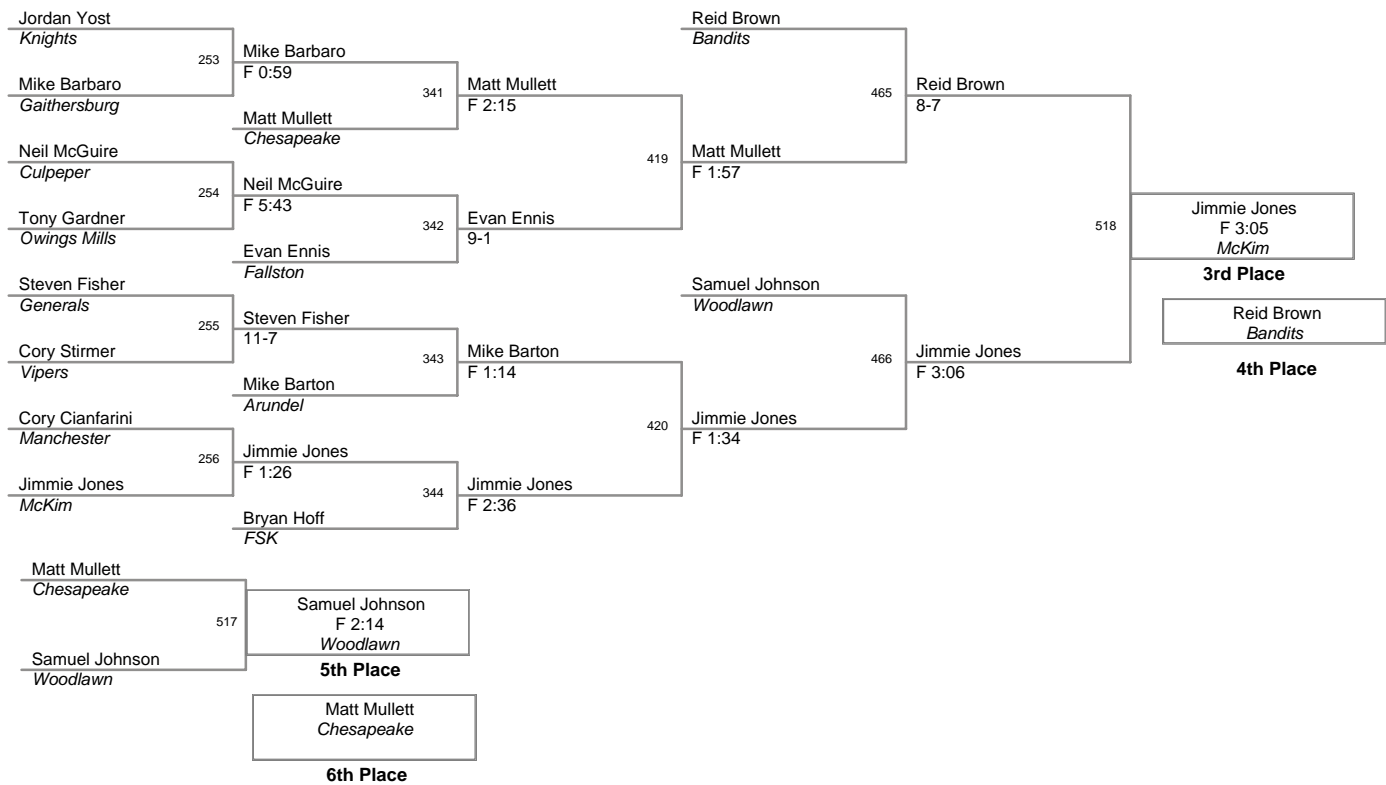 Jordan Yost
Knights
253
Mike Barbaro
F 0:59
Mike Barbaro
Gaithersburg
341
Matt Mullett
F 2:15
Matt Mullett
Chesapeake
Neil McGuire
Culpeper
254
Neil McGuire
F 5:43
Tony Gardner
Owings Mills
342
Evan Ennis
9-1
Evan Ennis
Fallston
419
Steven Fisher
Generals
255
Steven Fisher
11-7
Cory Stirmer
Vipers
343
Mike Barton
F 1:14
Mike Barton
Arundel
Cory Cianfarini
Manchester
256
Jimmie Jones
F 1:26
Jimmie Jones
McKim
344
Jimmie Jones
F 2:36
Bryan Hoff
FSK
420
Reid Brown
Bandits
465
Reid Brown
8-7
Matt Mullett
F 1:57
Samuel Johnson
Woodlawn
466
Jimmie Jones
F 3:06
Jimmie Jones
F 1:34
518
Jimmie Jones
F 3:05
McKim
3rd Place
Reid Brown
Bandits
4th Place
Matt Mullett
Chesapeake
517
Samuel Johnson
F 2:14
Woodlawn
5th Place
Samuel Johnson
Woodlawn
Matt Mullett
Chesapeake
6th Place